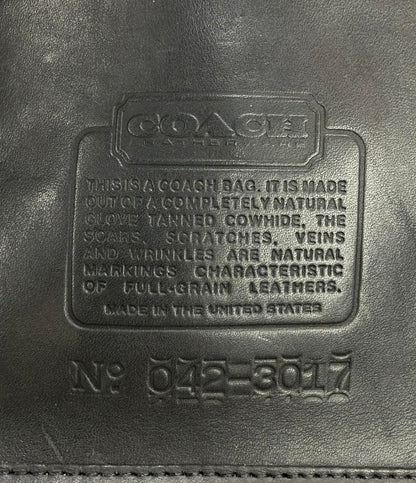 COACH
LEATHERWARE
THIS IS A COACH BAG. IT IS MADE
OUT OF A COMPLETELY NATURAL
GLOVE TANNED COWHIDE, THE
SCARS, SCRATCHES, VEINS
AND WRINKLES ARE NATURAL
MARKINGS CHARACTERISTIC
OF FULL-GRAIN LEATHERS.
MADE IN THE UNITED STATES
No 042-3017